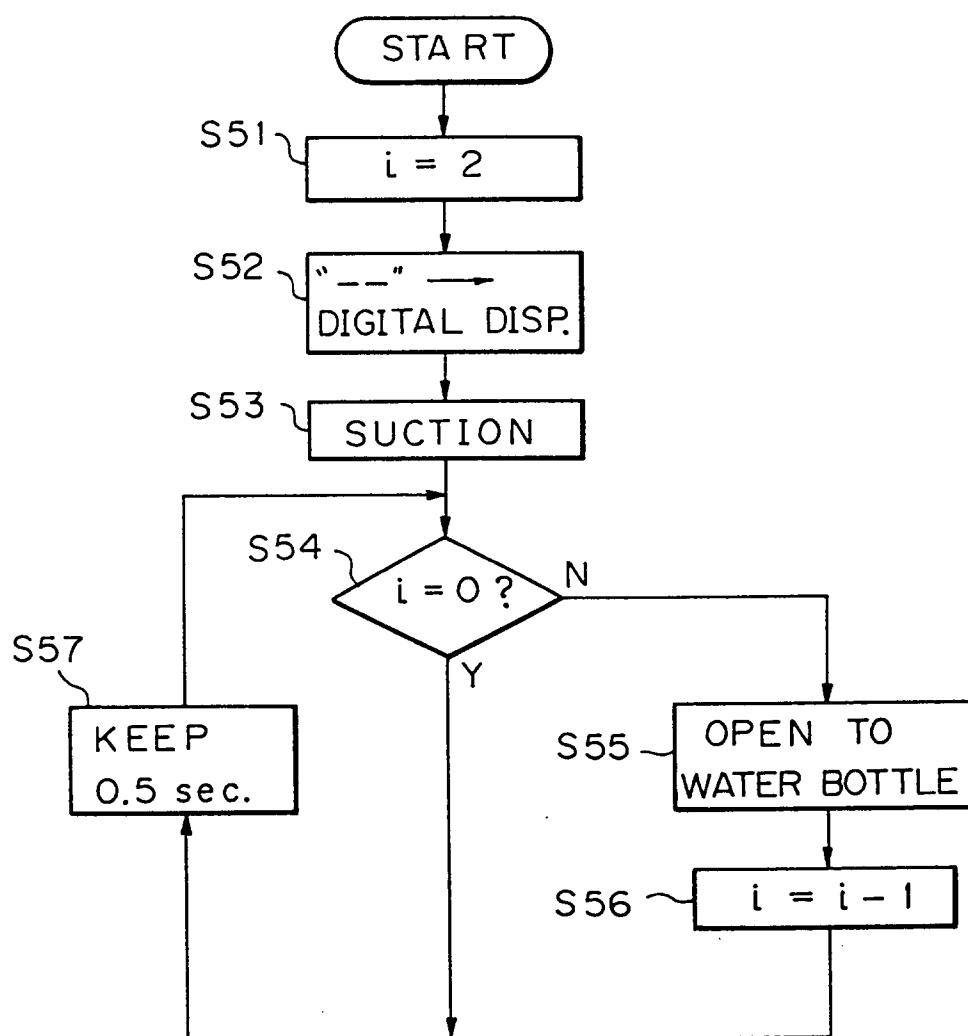 START
S51
i = 2
S52
"__" →
DIGITAL DISP.
S53
SUCTION
S54
i = 0 ?
N
Y
S57
KEEP
0.5 sec.
S55
OPEN TO
WATER BOTTLE
S56
i = i - 1